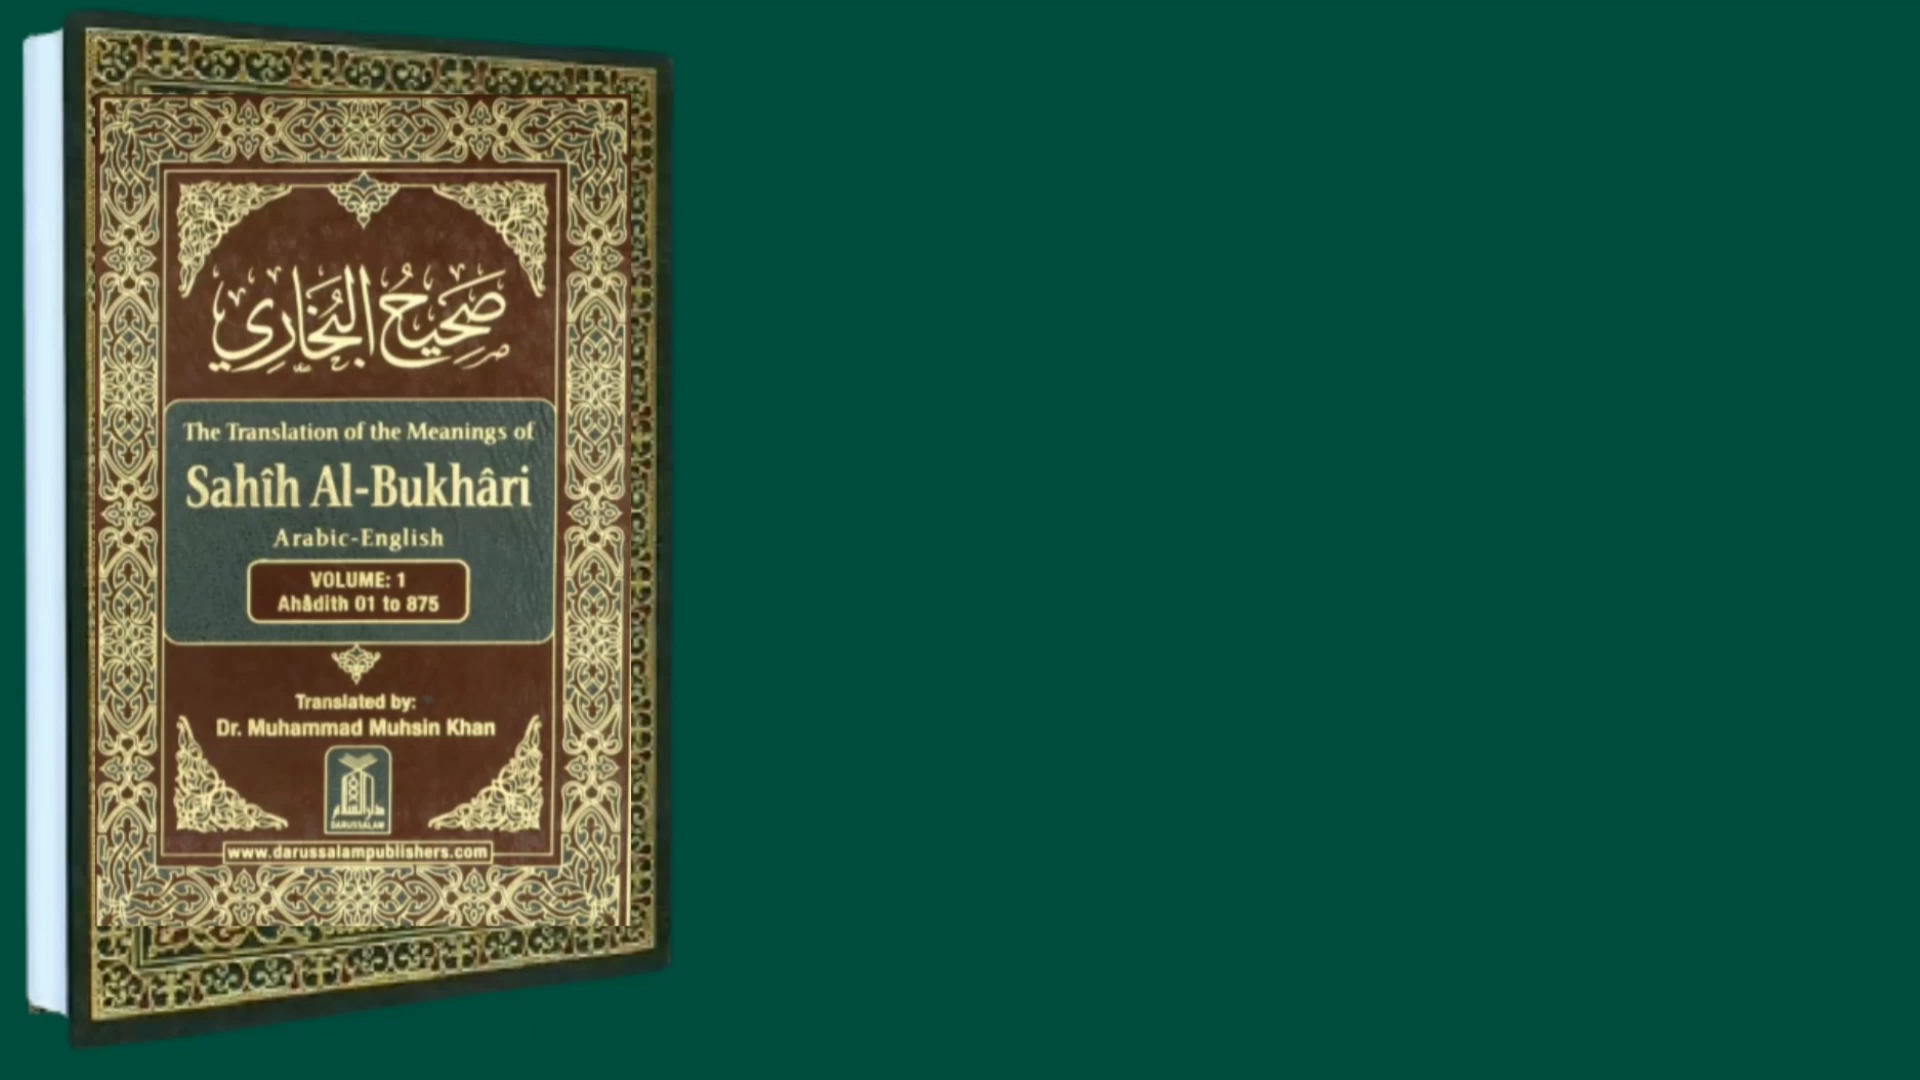 صَحِيحُ البُخَارِي
The Translation of the Meanings of
Sahîh Al-Bukhâri
Arabic-English
VOLUME: 1
Ahâdith 01 to 875
Translated by:
Dr. Muhammad Muhsin Khan
دارالسلام
DARUSSALAM
www.darussalampublishers.com